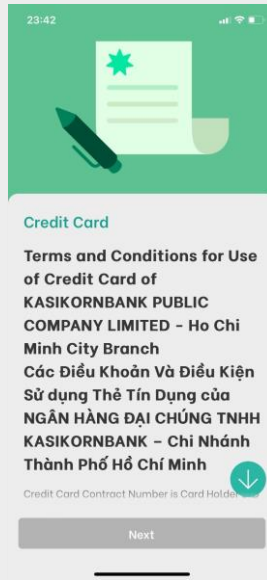 23:42
Credit Card
Terms and Conditions for Use
of Credit Card of
KASIKORNBANK PUBLIC
COMPANY LIMITED - Ho Chi
Minh City Branch
Các Điều Khoản Và Điều Kiện
Sử dụng Thẻ Tín Dụng của
NGÂN HÀNG ĐẠI CHÚNG TNHH
KASIKORNBANK – Chi Nhánh
Thành Phố Hồ Chí Minh
Credit Card Contract Number is Card Holder
Next